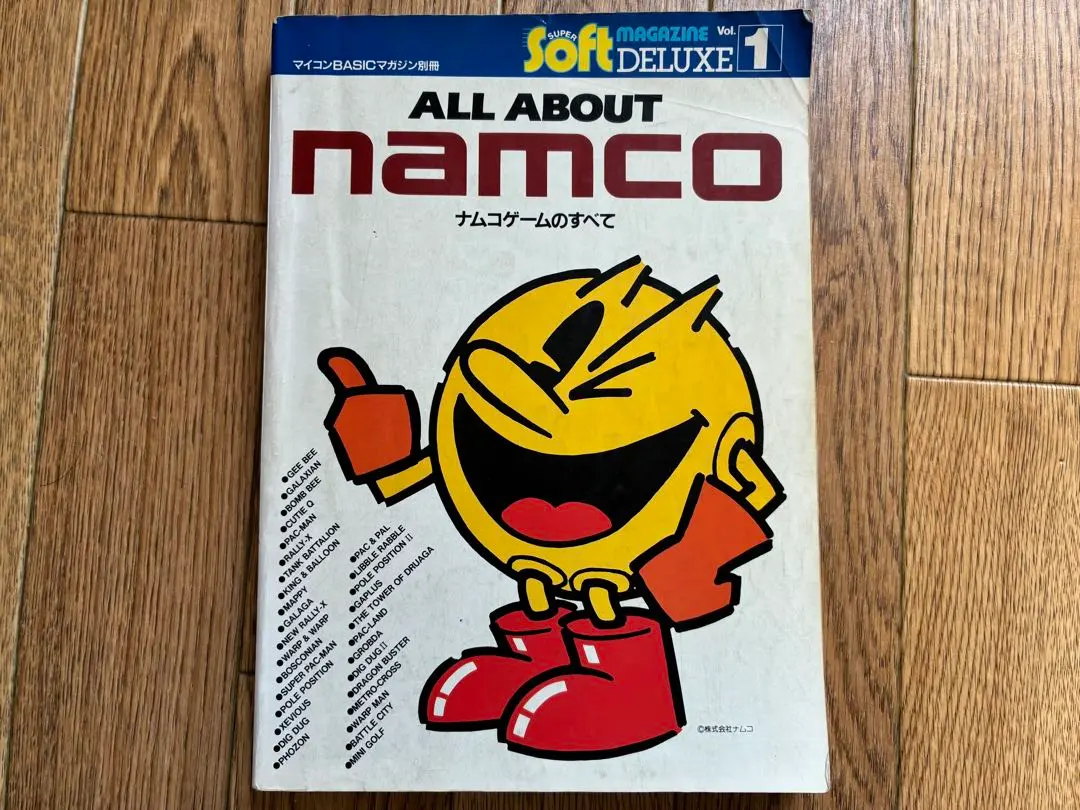 マイコンBASICマガジン別冊
SUPER
Soft
MAGAZINE
DELUXE
Vol.
1
ALL ABOUT
namco
ナムコゲームのすべて
●GEE BEE
●GALAXIAN
●BOMB BEE
●CUTIE Q
●PAC-MAN
●RALLY-X
●TANK BATTALION
●KING & BALLOON
●MAPPY
●GALAGA
●NEW RALLY-X
●WARP & WARP
●BOSCONIAN
●SUPER PAC-MAN
●POLE POSITION
●XEVIOUS
●DIG DUG
●PHOZON
●PAC & PAL
●LIBBLE RABBLE
●POLE POSITION II
●GAPLUS
●THE TOWER OF DRUAGA
●PAC-LAND
●GROBDA
●DIG DUG II
●DRAGON BUSTER
●METRO-CROSS
●WARP MAN
●BATTLE CITY
●MINI GOLF
©株式会社ナムコ